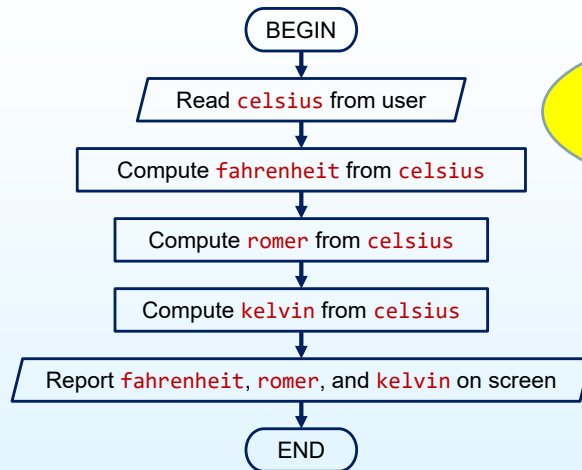 BEGIN
Read celsius from user
Compute fahrenheit from celsius
Compute romer from celsius
Compute kelvin from celsius
Report fahrenheit, romer, and kelvin on screen
END